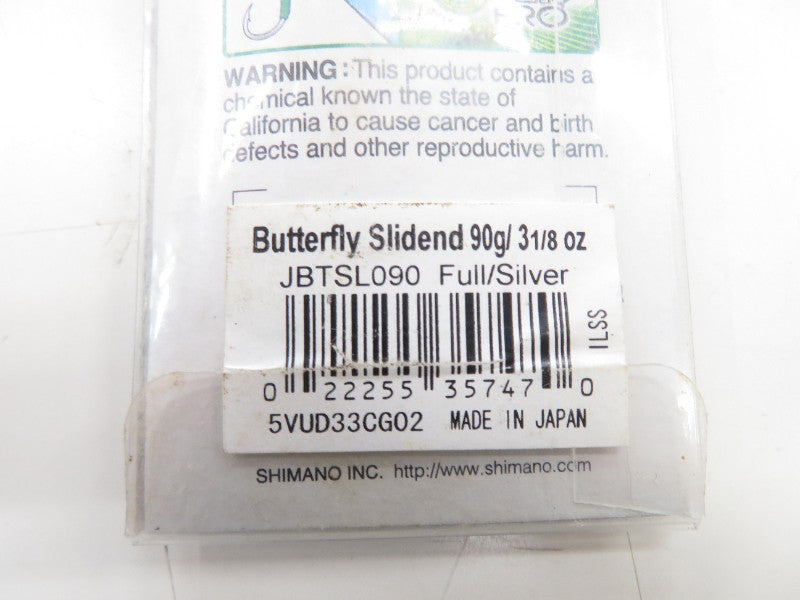 WARNING: This product contains a
chemical known the state of
California to cause cancer and birth
defects and other reproductive harm.
Butterfly Slidend 90g/ 3 1/8 oz
JBTSL090 Full/Silver
ILSS
0 22255 35747 0
5VUD33CG02 MADE IN JAPAN
SHIMANO INC. http://www.shimano.com